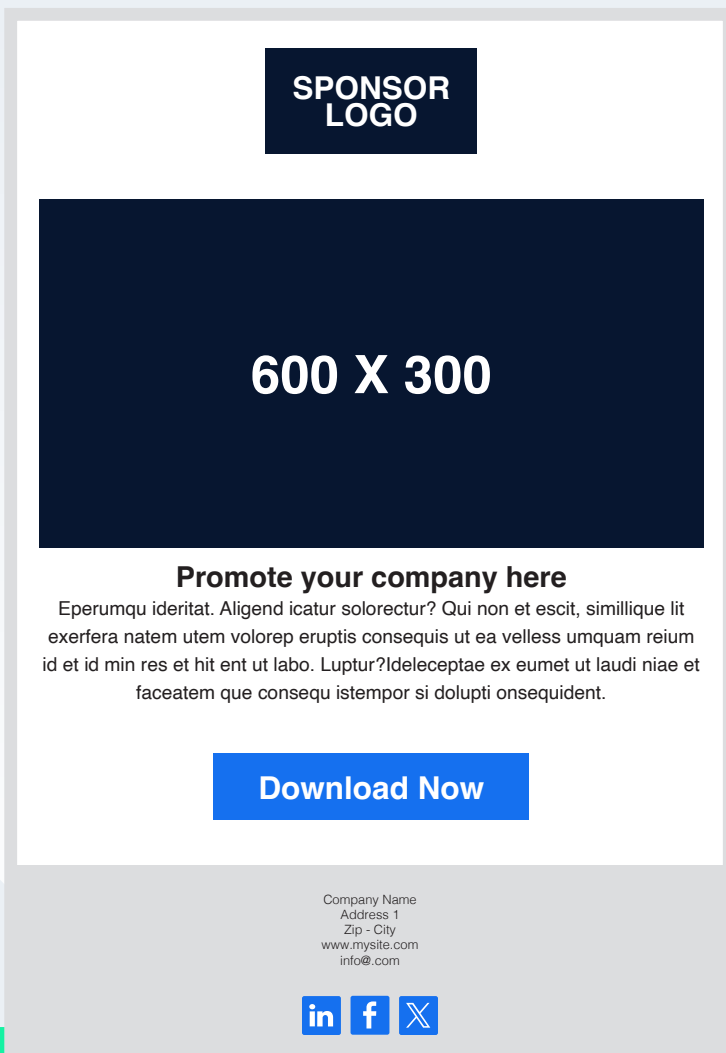 SPONSOR
LOGO
600 X 300
Promote your company here
Eperumqu ideritat. Aligend icatur solorectur? Qui non et escit, simillique lit
exerfera natem utem volorep eruptis consequis ut ea velless umquam reium
id et id min res et hit ent ut labo. Luptur?Ideleceptae ex eumet ut laudi niae et
faceatem que consequ istempor si dolupti onsequident.
Download Now
Company Name
Address 1
Zip - City
www.mysite.com
info@.com
in f X